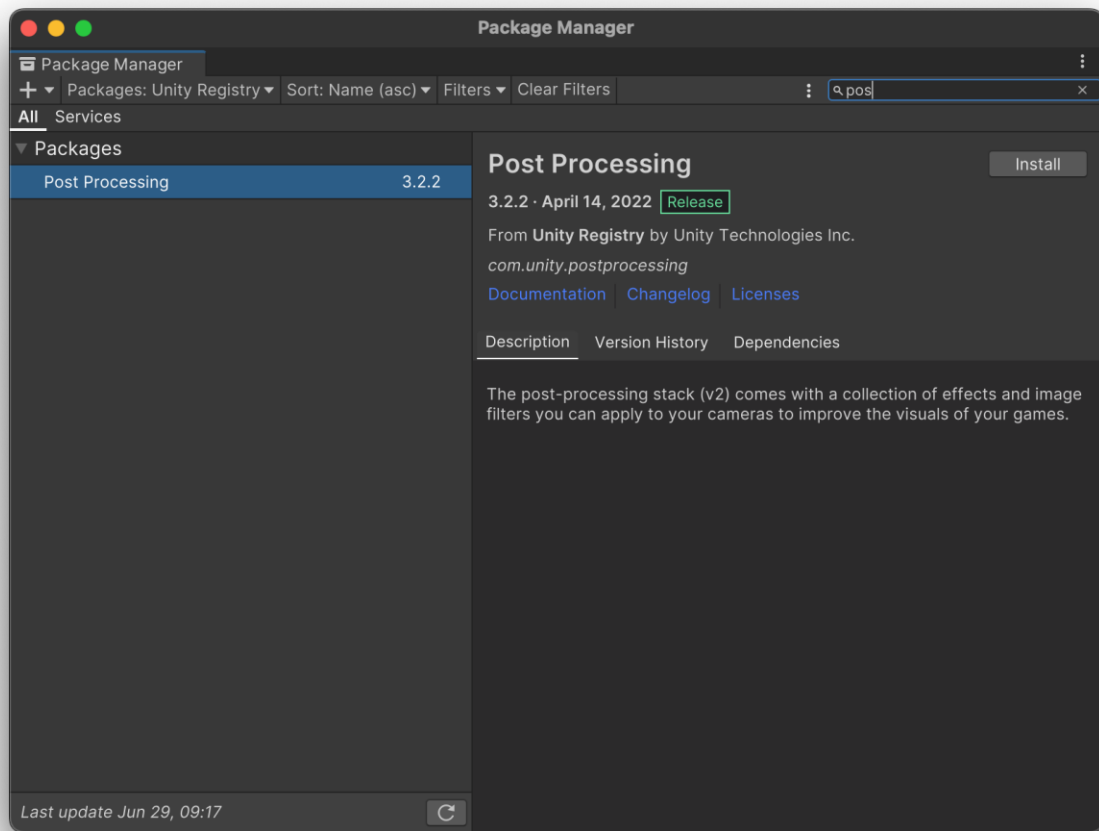 Package Manager
Package Manager
Packages: Unity Registry Sort: Name (asc) Filters Clear Filters pos
All Services
Packages
Post Processing 3.2.2
Post Processing
Install
3.2.2 · April 14, 2022 Release
From Unity Registry by Unity Technologies Inc.
com.unity.postprocessing
Documentation Changelog Licenses
Description Version History Dependencies
The post-processing stack (v2) comes with a collection of effects and image
filters you can apply to your cameras to improve the visuals of your games.
Last update Jun 29, 09:17